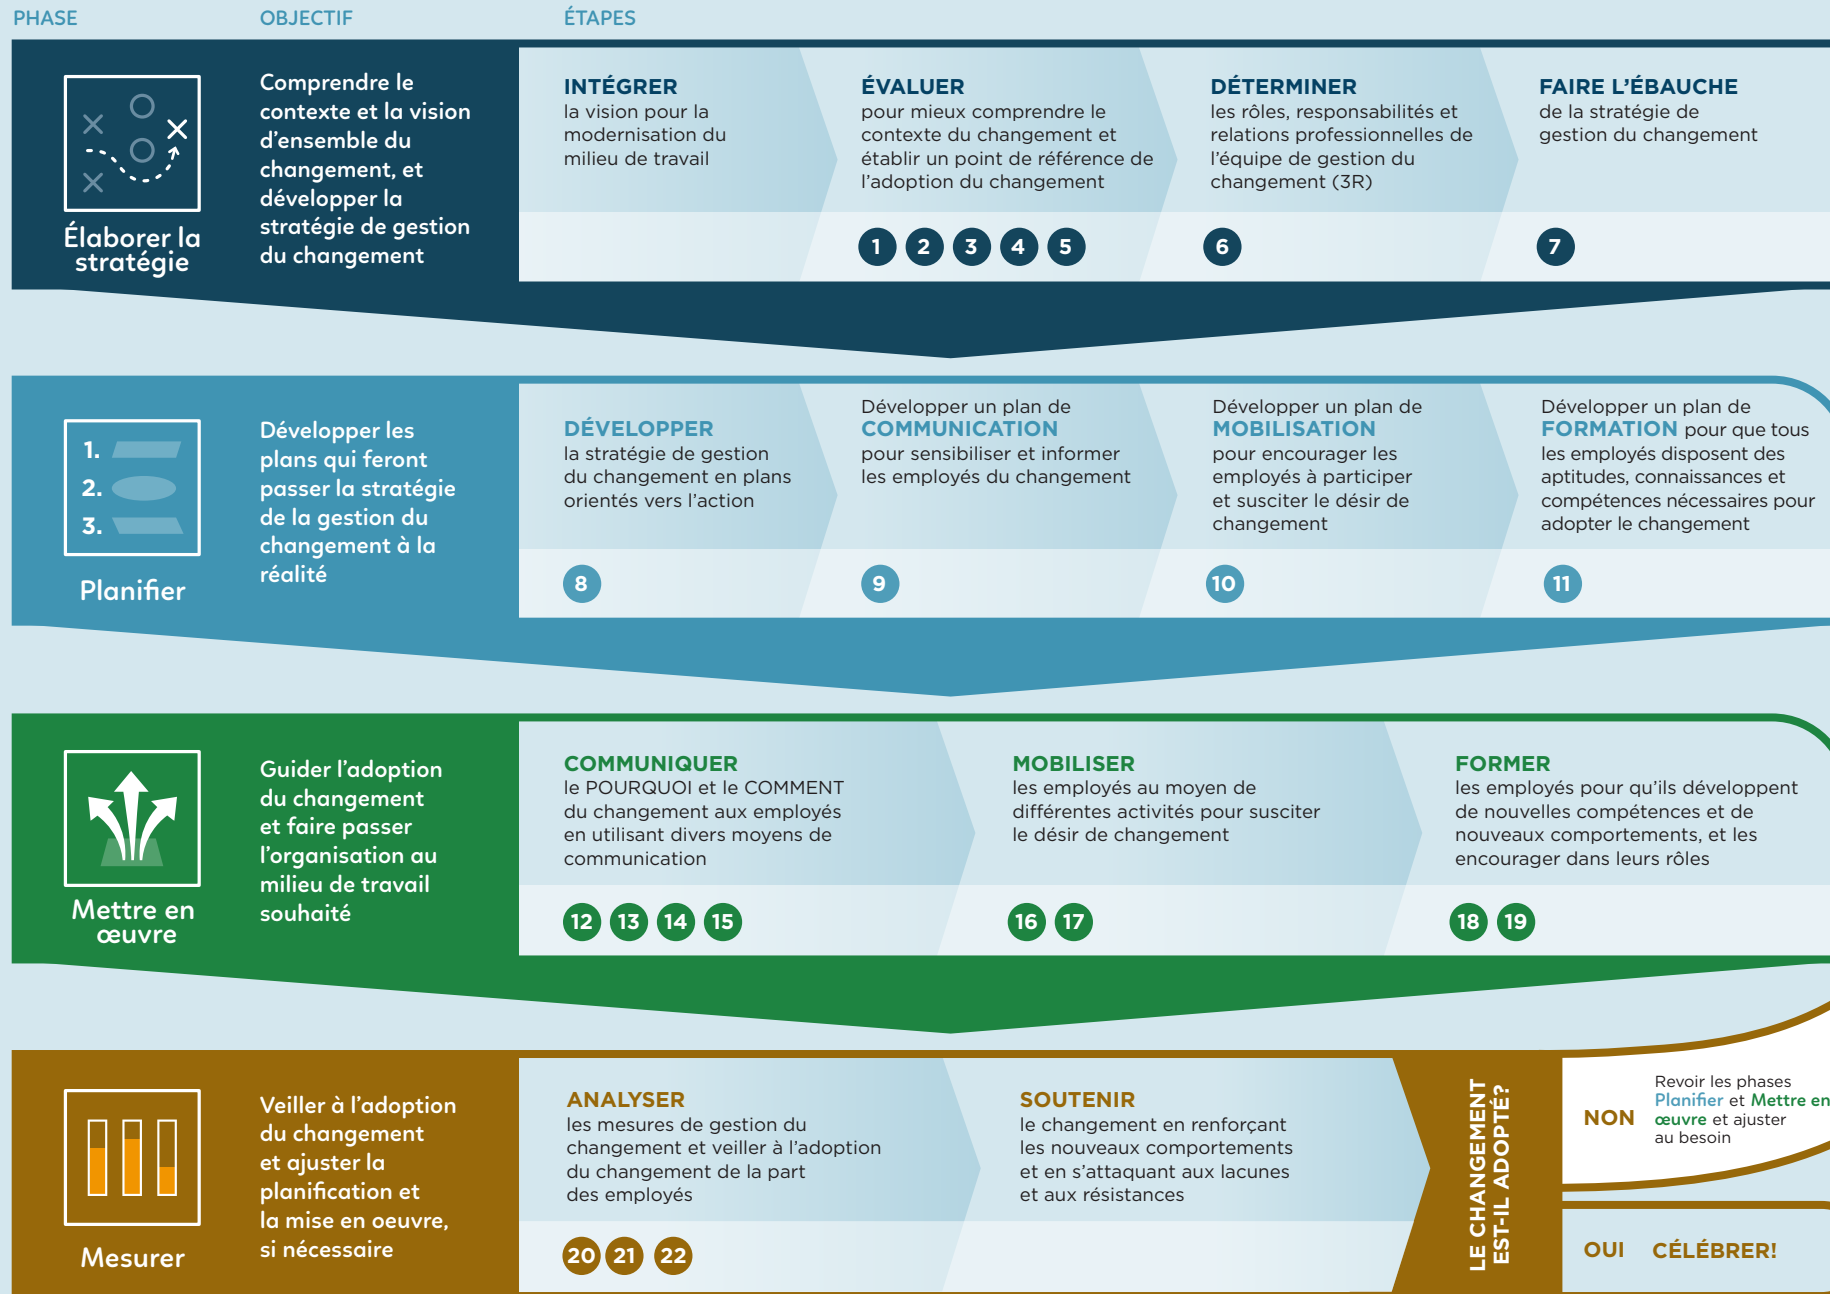 PHASE
OBJECTIF
ÉTAPES
Élaborer la
stratégie
Comprendre le
contexte et la vision
d'ensemble du
changement, et
développer la
stratégie de gestion
du changement
INTÉGRER
la vision pour la
modernisation du
milieu de travail
ÉVALUER
pour mieux comprendre le
contexte du changement et
établir un point de référence de
l'adoption du changement
1 2 3 4 5
DÉTERMINER
les rôles, responsabilités et
relations professionnelles de
l'équipe de gestion du
changement (3R)
6
FAIRE L'ÉBAUCHE
de la stratégie de
gestion du changement
7
1.
2.
3.
Planifier
Développer les
plans qui feront
passer la stratégie
de la gestion du
changement à la
réalité
DÉVELOPPER
la stratégie de gestion
du changement en plans
orientés vers l'action
8
Développer un plan de
COMMUNICATION
pour sensibiliser et informer
les employés du changement
9
Développer un plan de
MOBILISATION
pour encourager les
employés à participer
et susciter le désir de
changement
10
Développer un plan de
FORMATION pour que tous
les employés disposent des
aptitudes, connaissances et
compétences nécessaires pour
adopter le changement
11
Mettre en
œuvre
Guider l'adoption
du changement
et faire passer
l'organisation au
milieu de travail
souhaité
COMMUNIQUER
le POURQUOI et le COMMENT
du changement aux employés
en utilisant divers moyens de
communication
12 13 14 15
MOBILISER
les employés au moyen de
différentes activités pour susciter
le désir de changement
16 17
FORMER
les employés pour qu'ils développent
de nouvelles compétences et de
nouveaux comportements, et les
encourager dans leurs rôles
18 19
Mesurer
Veiller à l'adoption
du changement
et ajuster la
planification et
la mise en oeuvre,
si nécessaire
ANALYSER
les mesures de gestion du
changement et veiller à l'adoption
du changement de la part
des employés
20 21 22
SOUTENIR
le changement en renforçant
les nouveaux comportements
et en s'attaquant aux lacunes
et aux résistances
LE CHANGEMENT
EST-IL ADOPTÉ?
NON
Revoir les phases
Planifier et Mettre en
œuvre et ajuster
au besoin
OUI
CÉLÉBRER!